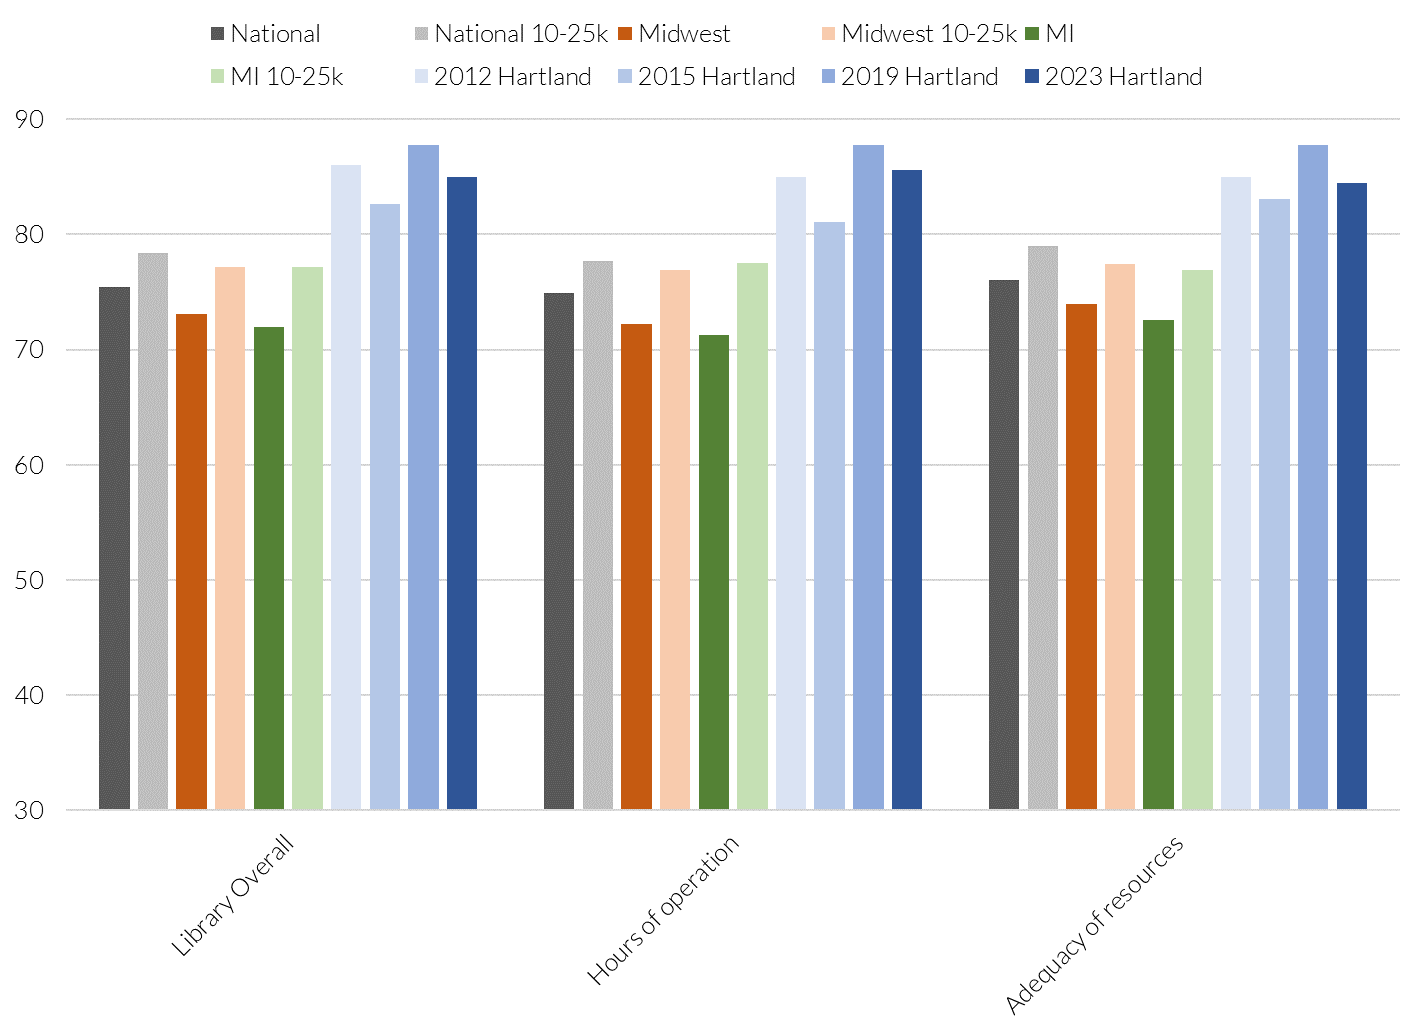 National National 10-25k Midwest Midwest 10-25k MI
MI 10-25k 2012 Hartland 2015 Hartland 2019 Hartland 2023 Hartland
90
80
70
60
50
40
30
Library Overall
Hours of operation
Adequacy of resources